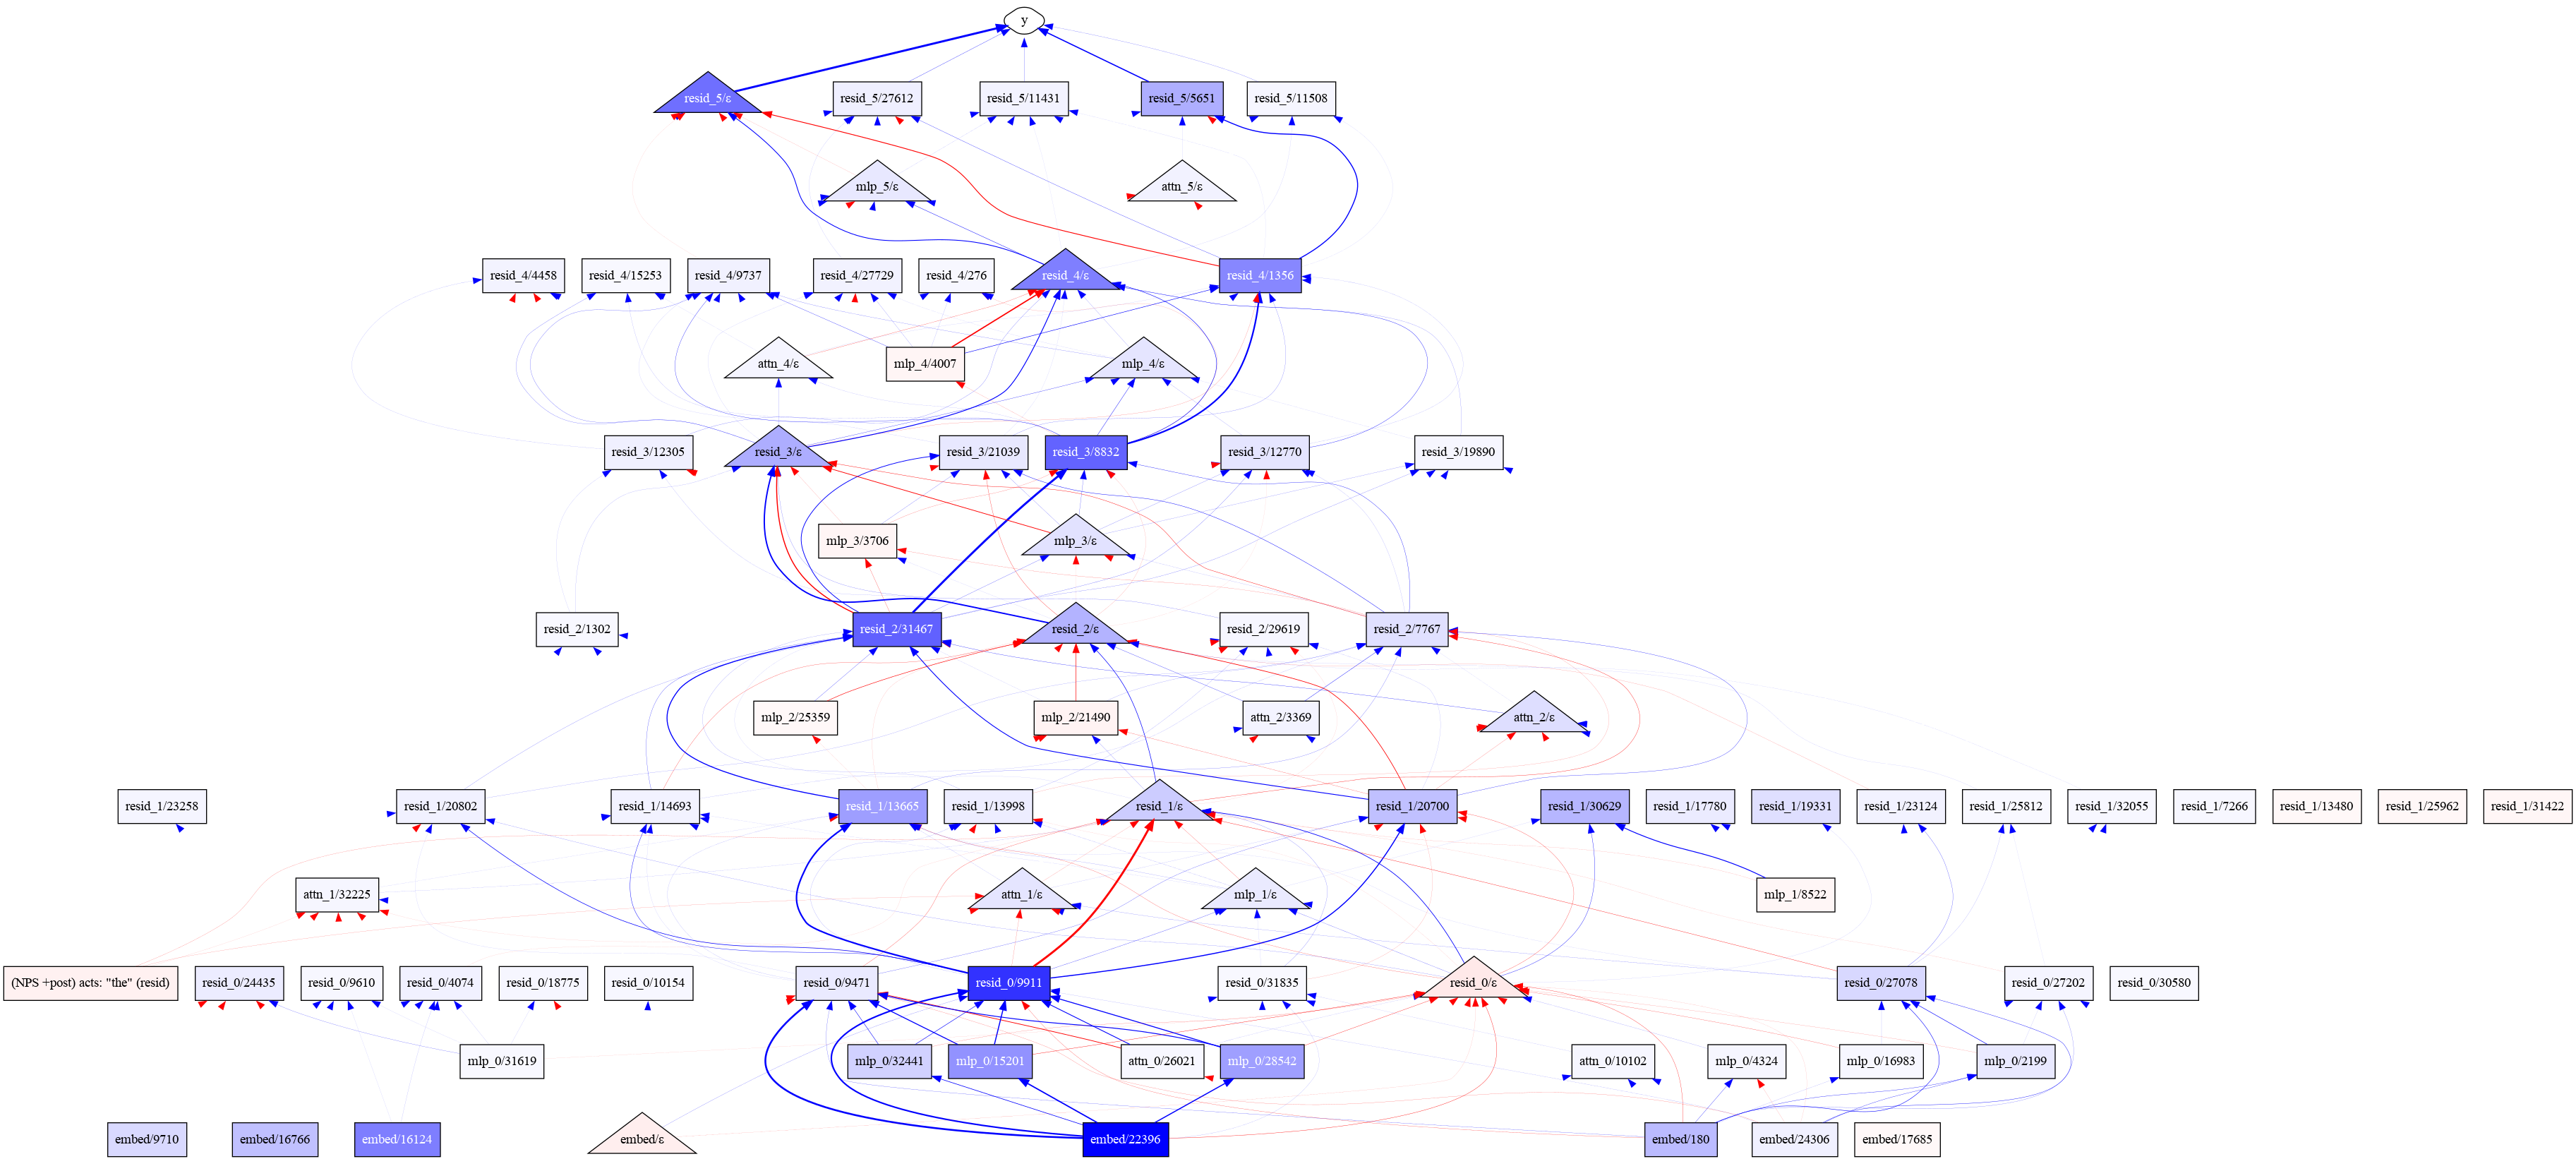 y
resid_5/ε
resid_5/27612
resid_5/11431
resid_5/5651
resid_5/11508
mlp_5/ε
attn_5/ε
resid_4/4458
resid_4/15253
resid_4/9737
resid_4/27729
resid_4/276
resid_4/ε
resid_4/1356
attn_4/ε
mlp_4/4007
mlp_4/ε
resid_3/12305
resid_3/ε
resid_3/21039
resid_3/8832
resid_3/12770
resid_3/19890
mlp_3/3706
mlp_3/ε
resid_2/1302
resid_2/31467
resid_2/ε
resid_2/29619
resid_2/7767
mlp_2/25359
mlp_2/21490
attn_2/3369
attn_2/ε
resid_1/23258
resid_1/20802
resid_1/14693
resid_1/13665
resid_1/13998
resid_1/ε
resid_1/20700
resid_1/30629
resid_1/17780
resid_1/19331
resid_1/23124
resid_1/25812
resid_1/32055
resid_1/7266
resid_1/13480
resid_1/25962
resid_1/31422
attn_1/32225
attn_1/ε
mlp_1/ε
mlp_1/8522
(NPS +post) acts: "the" (resid)
resid_0/24435
resid_0/9610
resid_0/4074
resid_0/18775
resid_0/10154
resid_0/9471
resid_0/9911
resid_0/31835
resid_0/ε
resid_0/27078
resid_0/27202
resid_0/30580
mlp_0/31619
mlp_0/32441
mlp_0/15201
attn_0/26021
mlp_0/28542
attn_0/10102
mlp_0/4324
mlp_0/16983
mlp_0/2199
embed/9710
embed/16766
embed/16124
embed/ε
embed/22396
embed/180
embed/24306
embed/17685